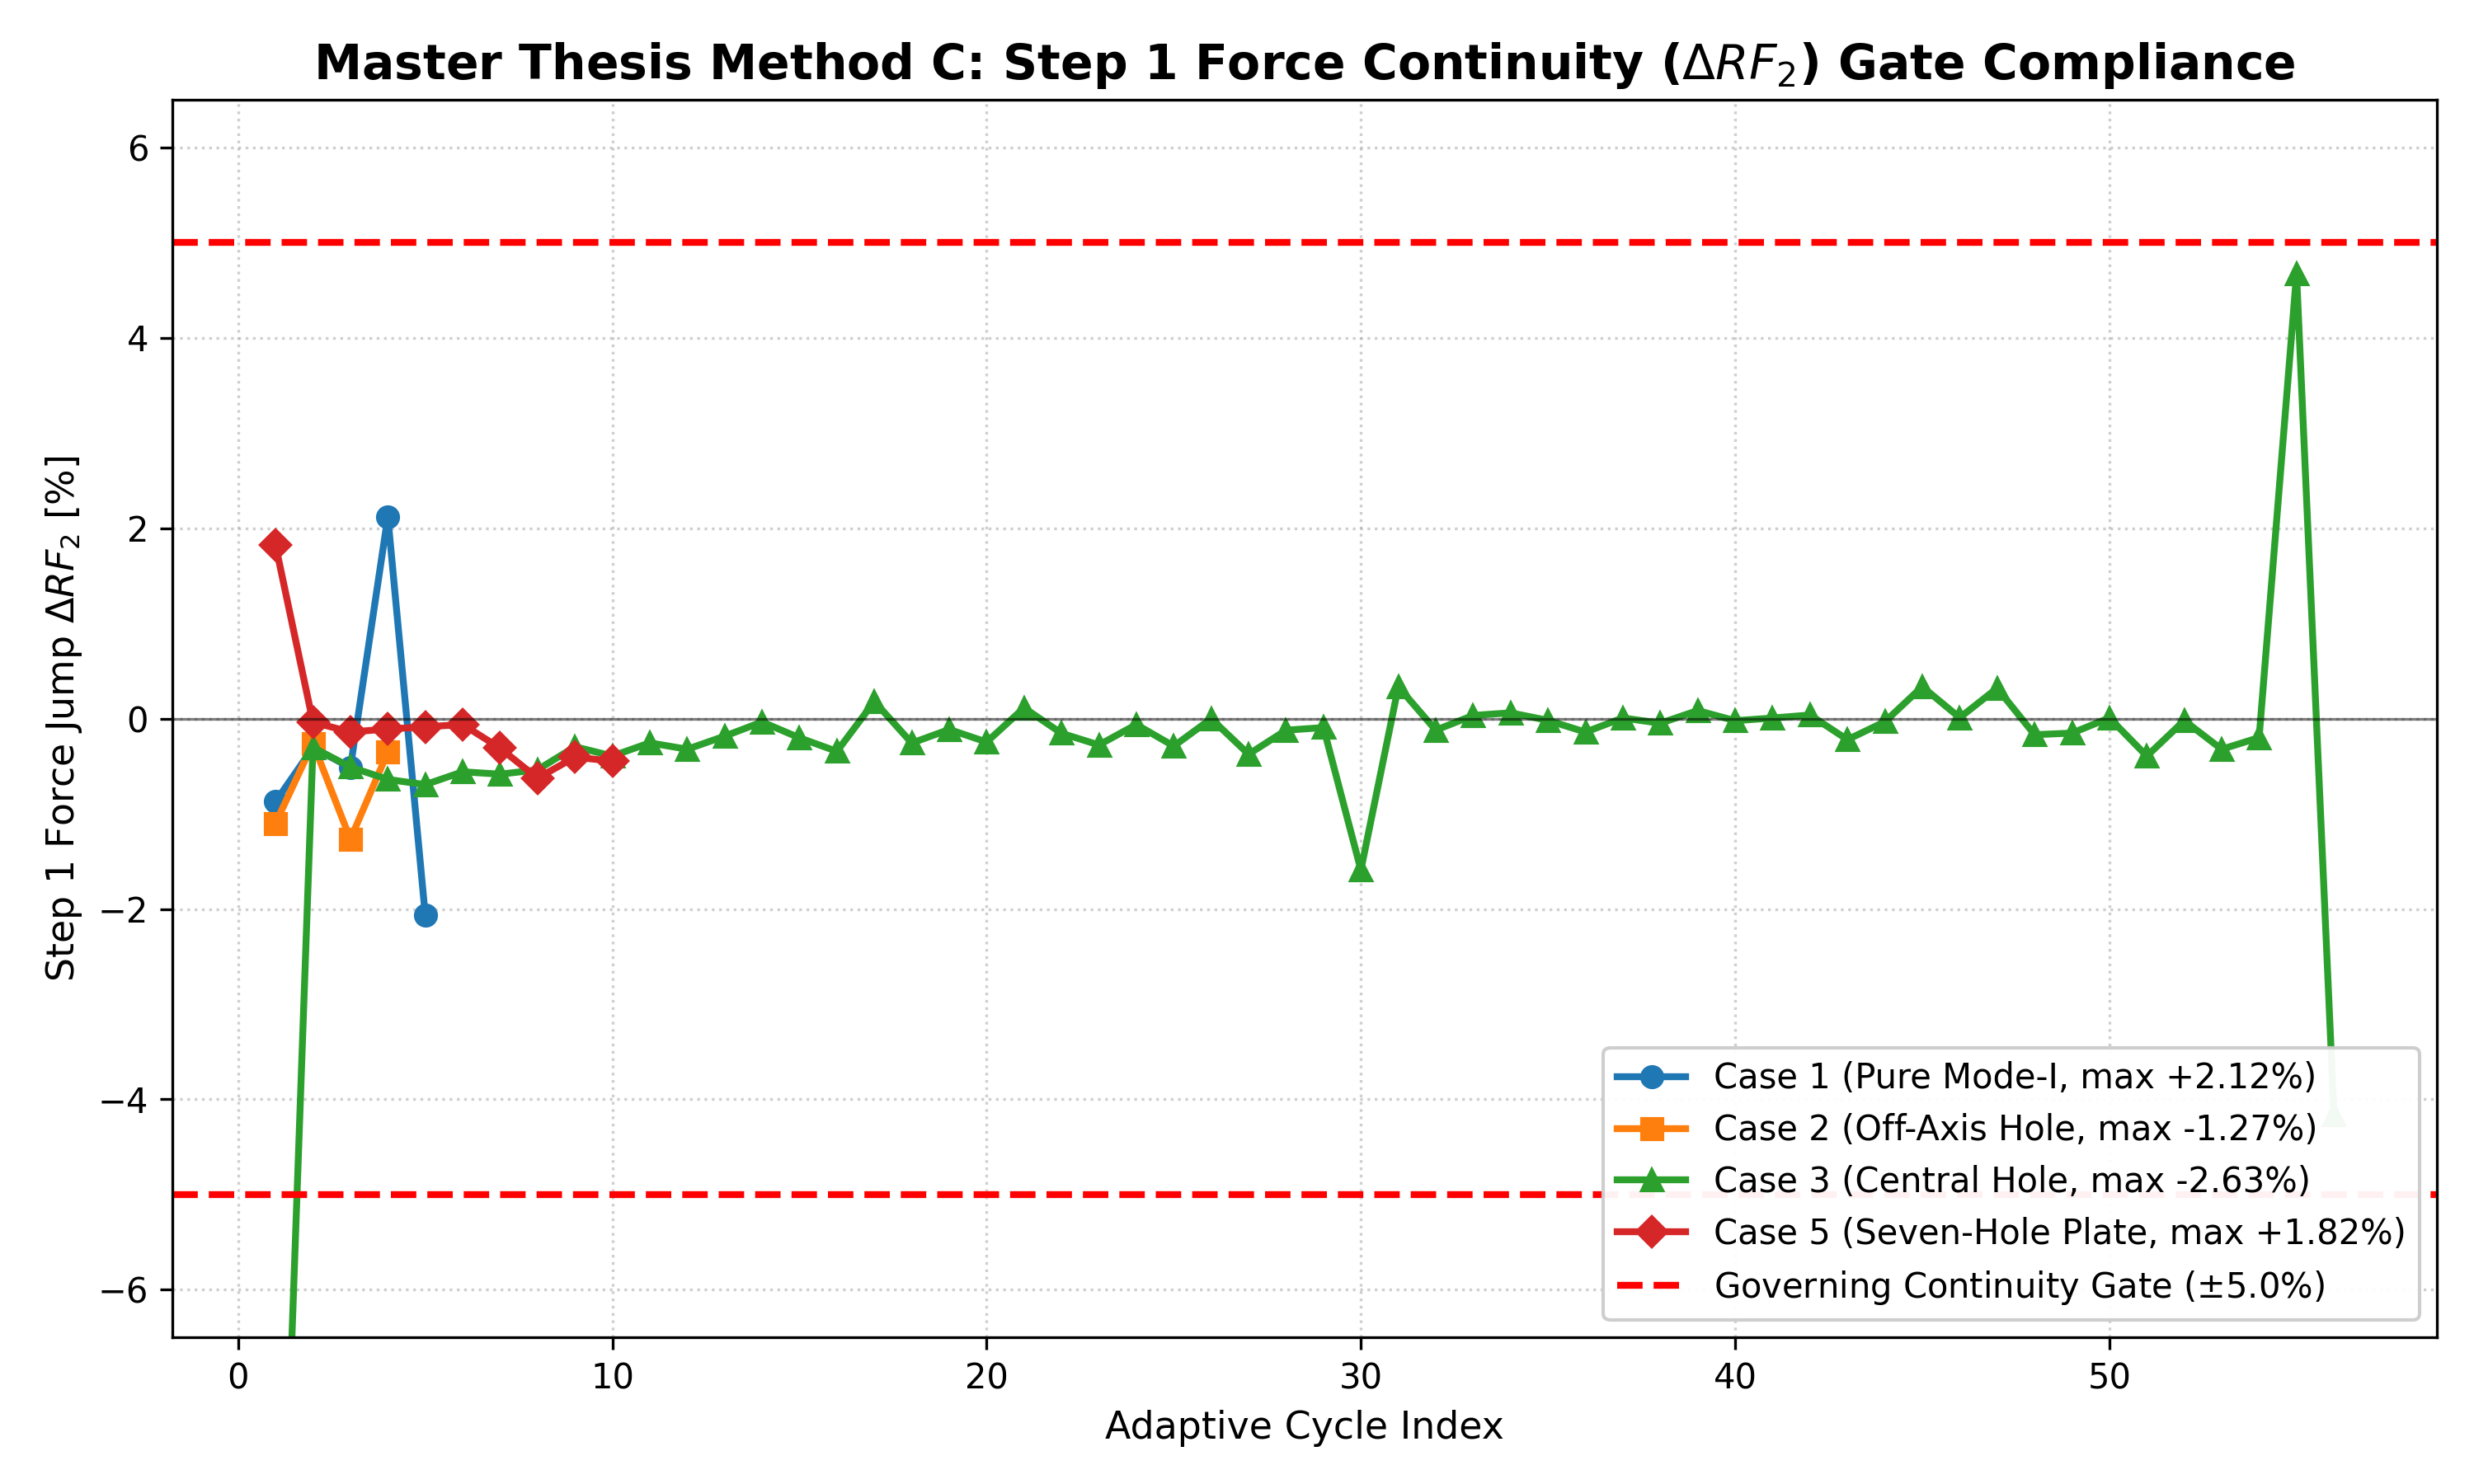 Master Thesis Method C: Step 1 Force Continuity (ΔRF₂) Gate Compliance
Step 1 Force Jump ΔRF₂ [%]
6
4
2
0
−2
−4
−6
0
10
20
30
40
50
Adaptive Cycle Index
Case 1 (Pure Mode-I, max +2.12%)
Case 2 (Off-Axis Hole, max -1.27%)
Case 3 (Central Hole, max -2.63%)
Case 5 (Seven-Hole Plate, max +1.82%)
Governing Continuity Gate (±5.0%)